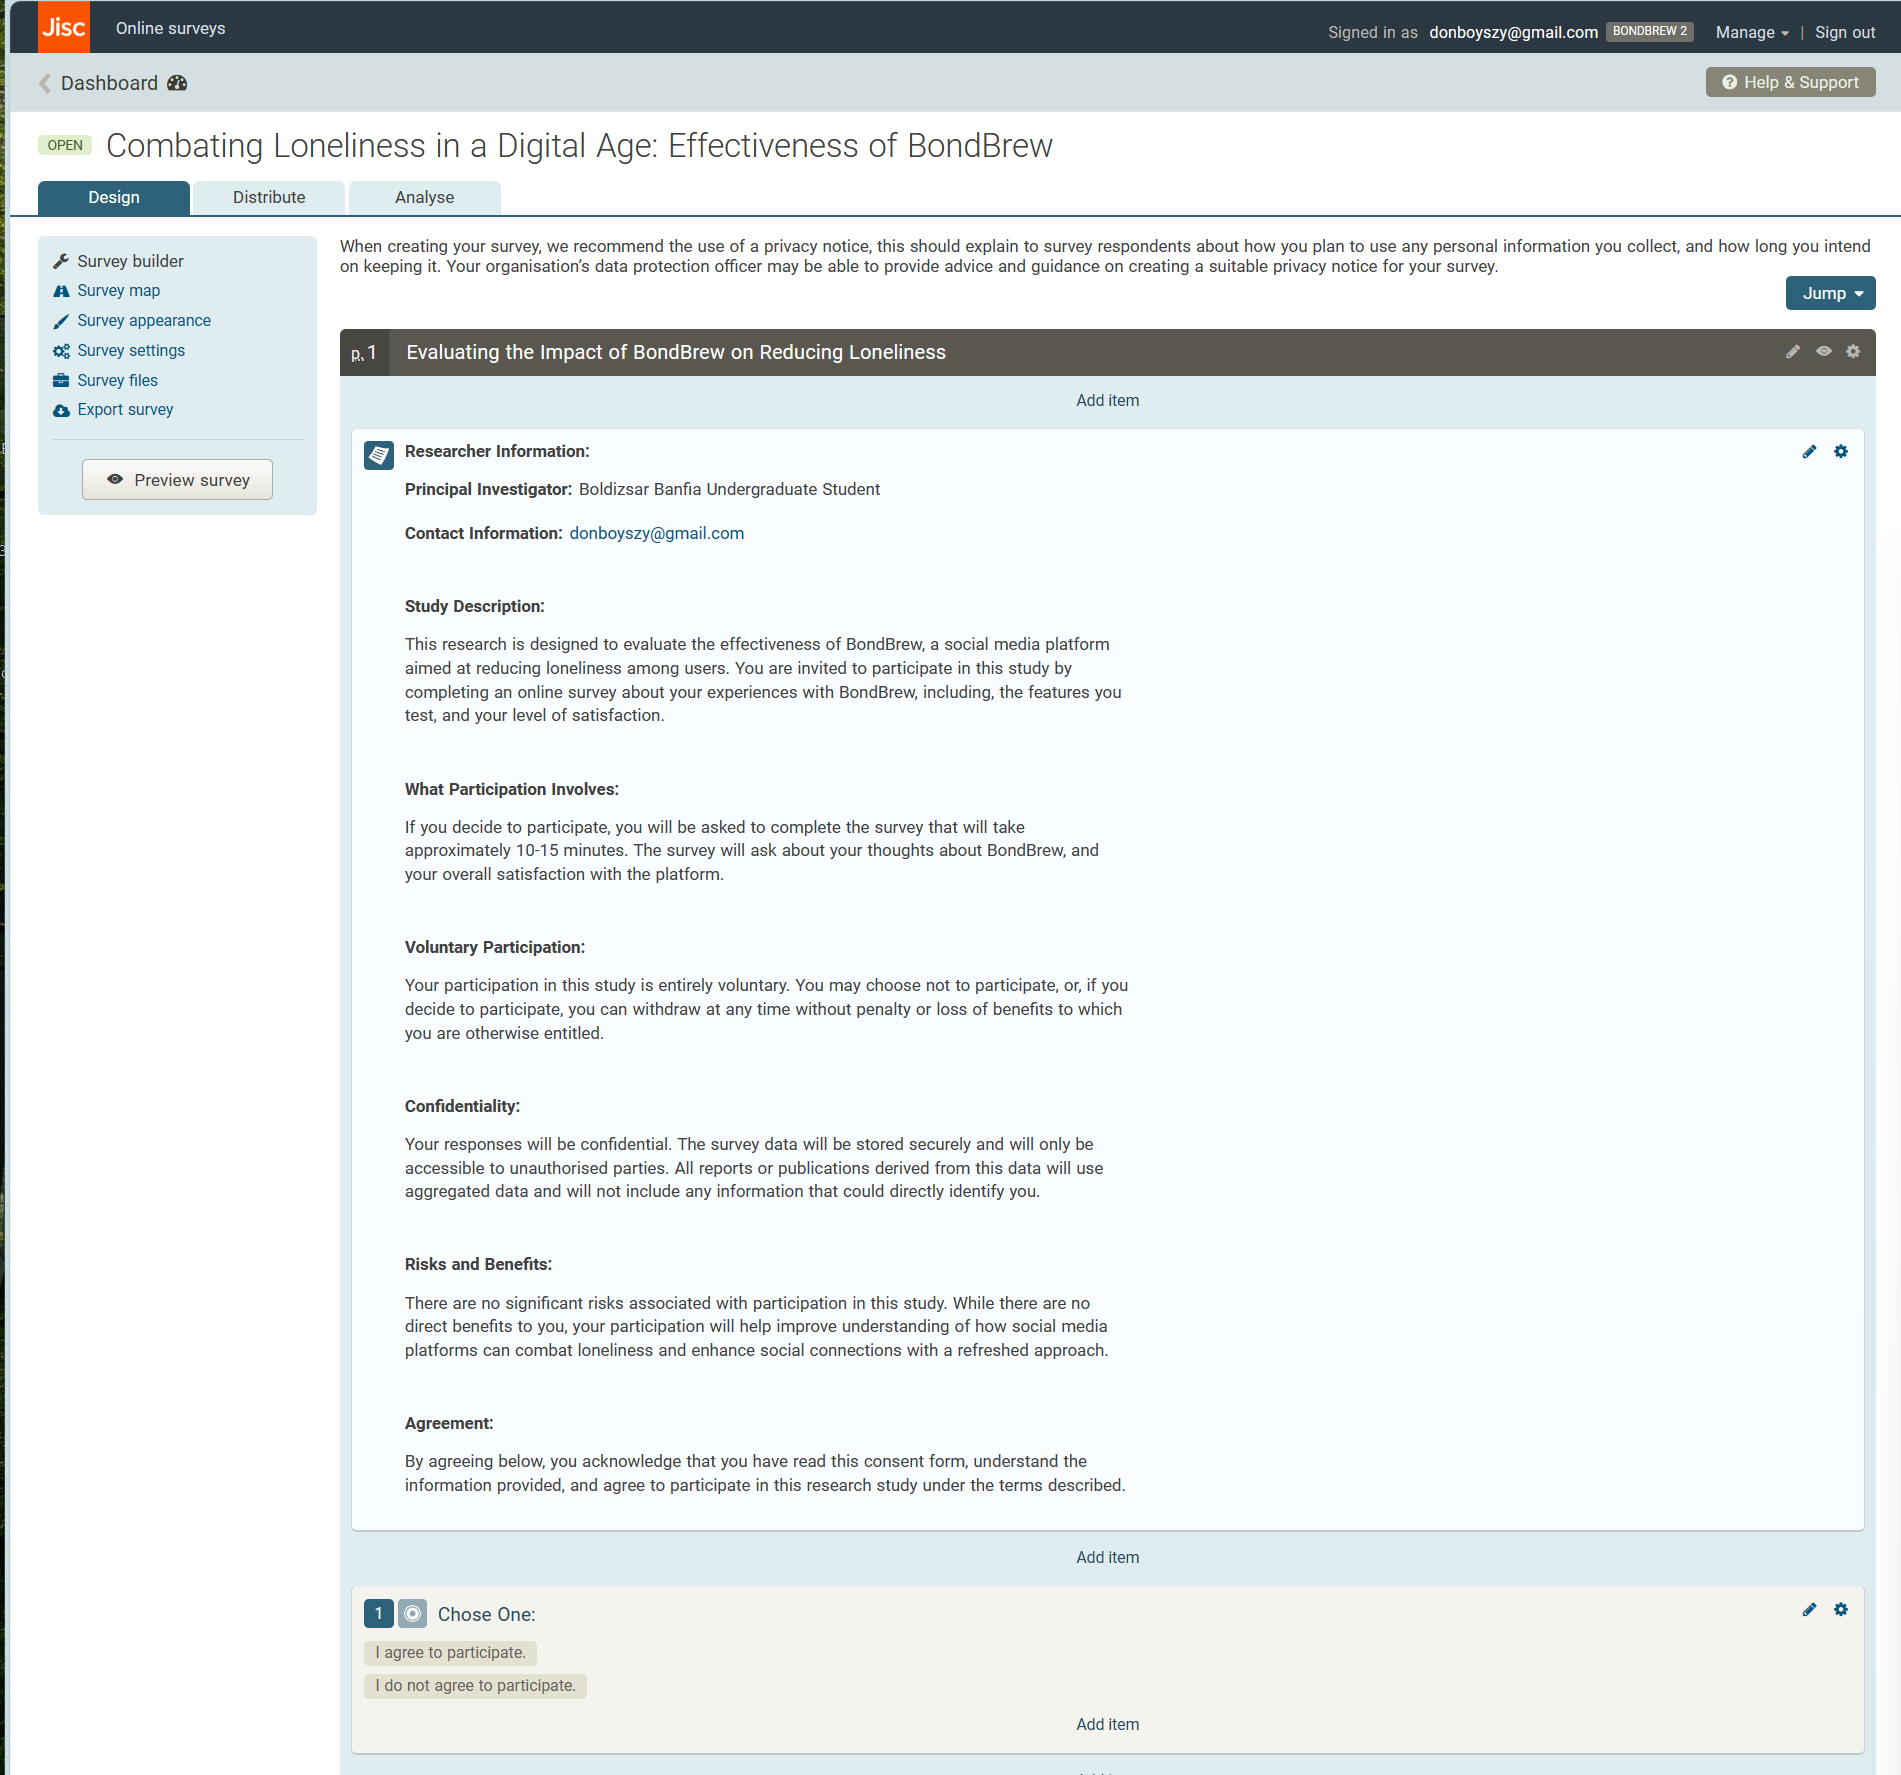 Jisc Online surveys
Signed in as donboyszy@gmail.com BONDBREW 2 Manage | Sign out
Dashboard
Help & Support
OPEN Combating Loneliness in a Digital Age: Effectiveness of BondBrew
Design Distribute Analyse
Survey builder
Survey map
Survey appearance
Survey settings
Survey files
Export survey
Preview survey
When creating your survey, we recommend the use of a privacy notice, this should explain to survey respondents about how you plan to use any personal information you collect, and how long you intend
on keeping it. Your organisation's data protection officer may be able to provide advice and guidance on creating a suitable privacy notice for your survey.
Jump
p.1 Evaluating the Impact of BondBrew on Reducing Loneliness
Add item
Researcher Information:
Principal Investigator: Boldizsar Banfia Undergraduate Student
Contact Information: donboyszy@gmail.com
Study Description:
This research is designed to evaluate the effectiveness of BondBrew, a social media platform
aimed at reducing loneliness among users. You are invited to participate in this study by
completing an online survey about your experiences with BondBrew, including, the features you
test, and your level of satisfaction.
What Participation Involves:
If you decide to participate, you will be asked to complete the survey that will take
approximately 10-15 minutes. The survey will ask about your thoughts about BondBrew, and
your overall satisfaction with the platform.
Voluntary Participation:
Your participation in this study is entirely voluntary. You may choose not to participate, or, if you
decide to participate, you can withdraw at any time without penalty or loss of benefits to which
you are otherwise entitled.
Confidentiality:
Your responses will be confidential. The survey data will be stored securely and will only be
accessible to unauthorised parties. All reports or publications derived from this data will use
aggregated data and will not include any information that could directly identify you.
Risks and Benefits:
There are no significant risks associated with participation in this study. While there are no
direct benefits to you, your participation will help improve understanding of how social media
platforms can combat loneliness and enhance social connections with a refreshed approach.
Agreement:
By agreeing below, you acknowledge that you have read this consent form, understand the
information provided, and agree to participate in this research study under the terms described.
Add item
1 Chose One:
I agree to participate.
I do not agree to participate.
Add item